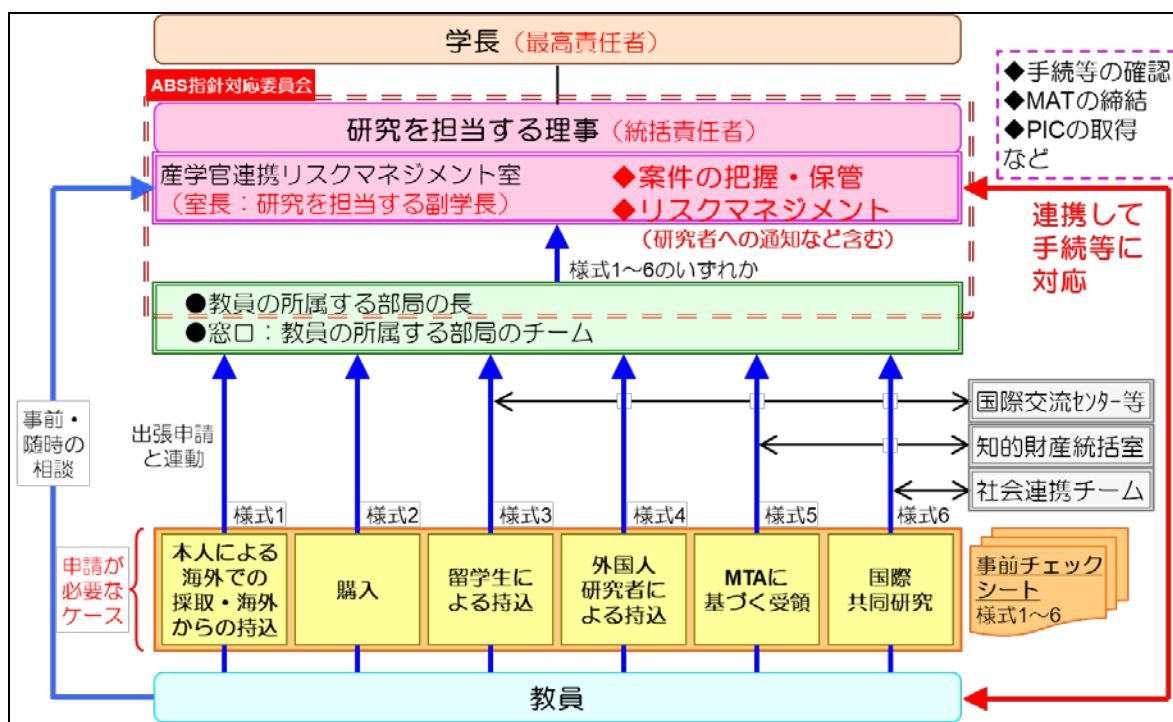 学長（最高責任者）
ABS指針対応委員会
研究を担当する理事（統括責任者）
産学官連携リスクマネジメント室
（室長：研究を担当する副学長）
◆案件の把握・保管
◆リスクマネジメント
（研究者への通知など含む）
◆手続等の確認
◆MATの締結
◆PICの取得
など
連携して
手続等に
対応
様式1～6のいずれか
●教員の所属する部局の長
●窓口：教員の所属する部局のチーム
事前・
随時の
相談
出張申請
と連動
国際交流センター等
知的財産統括室
社会連携チーム
様式1
様式2
様式3
様式4
様式5
様式6
申請が
必要な
ケース
本人による
海外での
採取・海外
からの持込
購入
留学生に
よる持込
外国人
研究者に
よる持込
MTAに
基づく受領
国際
共同研究
事前チェック
シート
様式1～6
教員